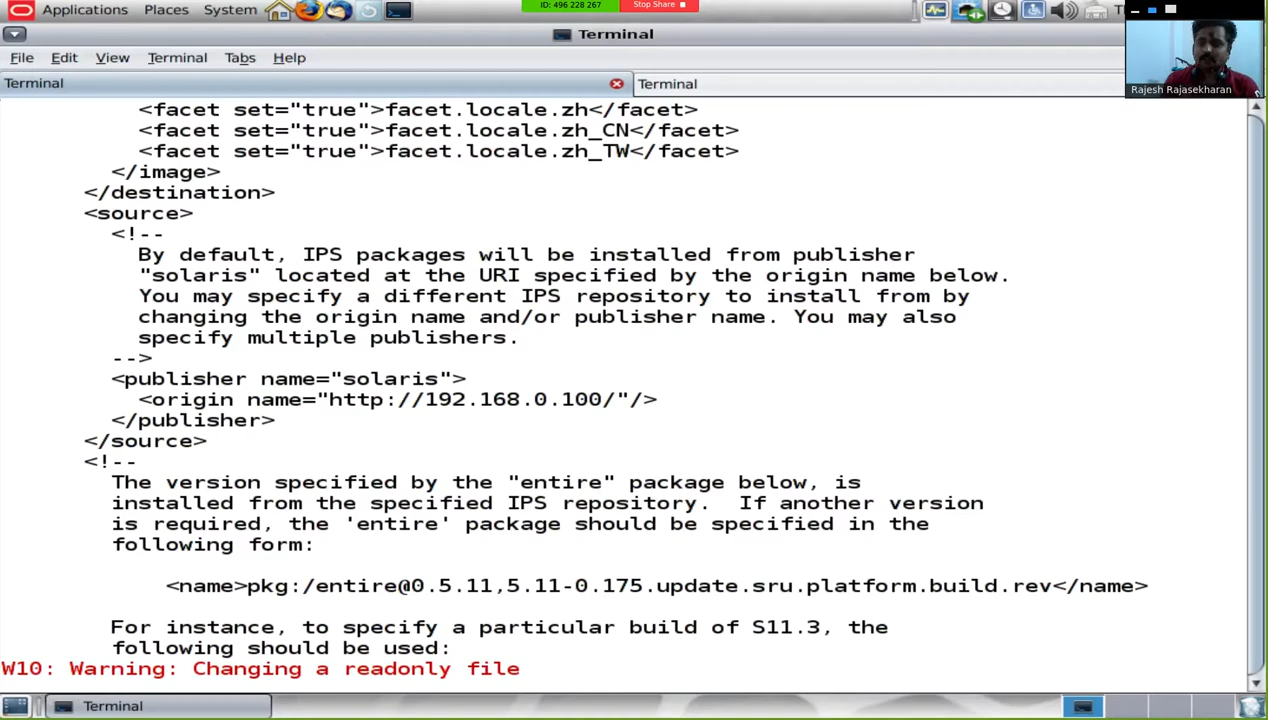 Applications Places System
ID: 496 228 267 Stop Share
Terminal
File Edit View Terminal Tabs Help
Terminal
Terminal
<facet set="true">facet.locale.zh</facet>
<facet set="true">facet.locale.zh_CN</facet>
<facet set="true">facet.locale.zh_TW</facet>
</image>
</destination>
<source>
<!--
By default, IPS packages will be installed from publisher
"solaris" located at the URI specified by the origin name below.
You may specify a different IPS repository to install from by
changing the origin name and/or publisher name. You may also
specify multiple publishers.
-->
<publisher name="solaris">
<origin name="http://192.168.0.100/"/>
</publisher>
</source>
<!--
The version specified by the "entire" package below, is
installed from the specified IPS repository.  If another version
is required, the 'entire' package should be specified in the
following form:
<name>pkg:/entire@0.5.11,5.11-0.175.update.sru.platform.build.rev</name>
For instance, to specify a particular build of S11.3, the
following should be used:
W10: Warning: Changing a readonly file
Rajesh Rajasekharan
Terminal